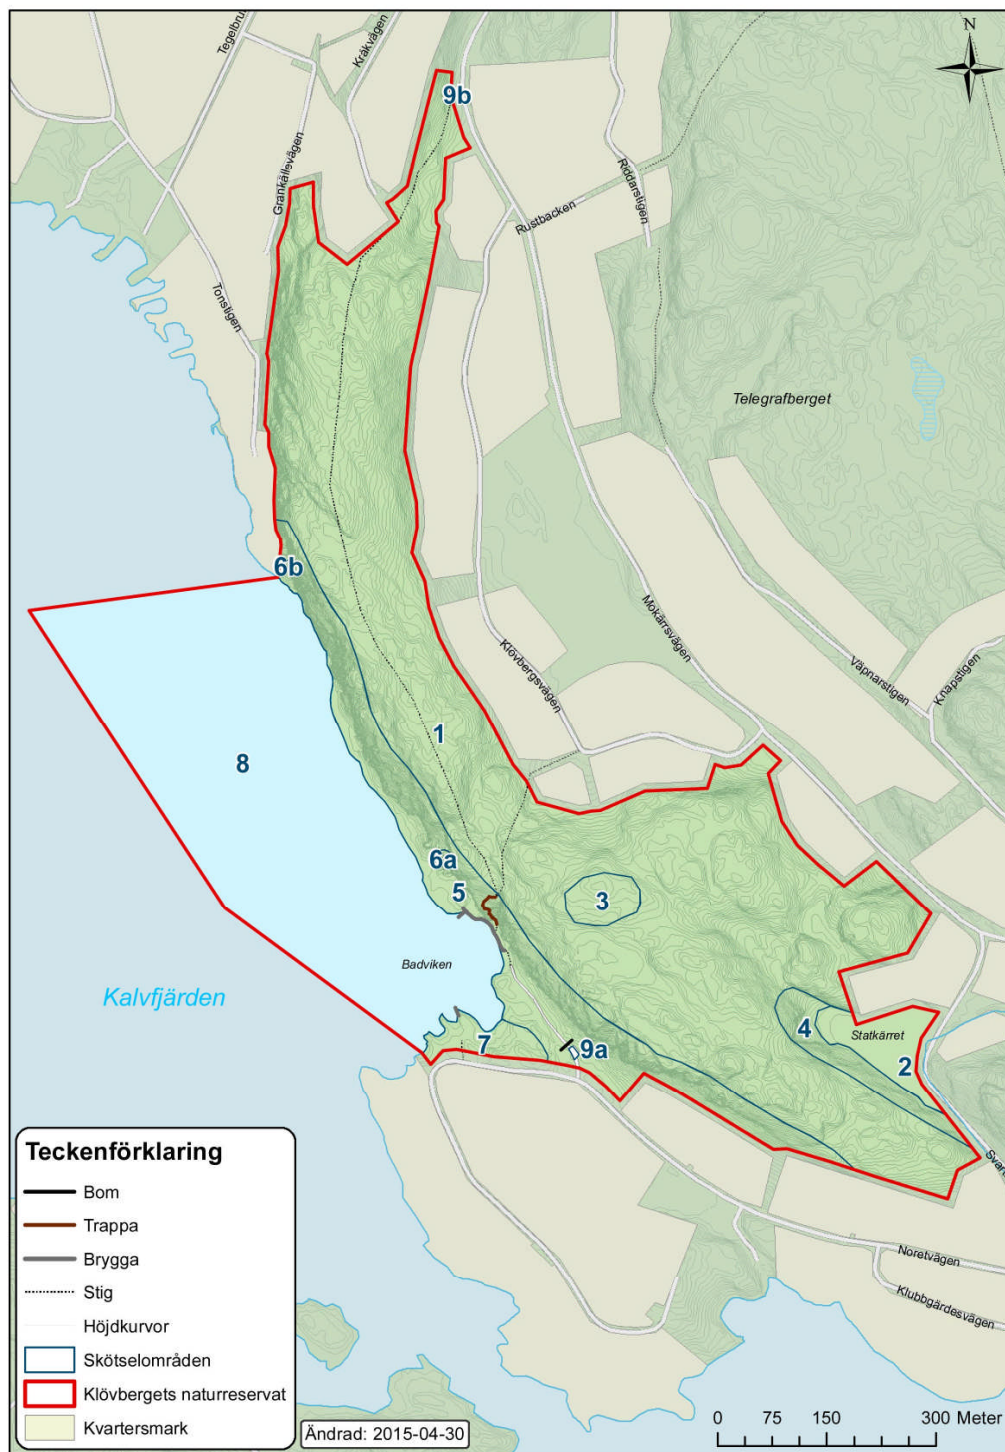 N
Kråkvägen
9b
Grankällsvägen
Riddarstigen
Rustbacken
Tonstigen
Telegrafberget
6b
Mokärrsvägen
Klövbergsvägen
Väpnarstigen
Knapstigen
1
8
6a
5
3
Badviken
Kalvfjärden
4
Statkärret
2
7
9a
Noretvägen
Klubbgärdesvägen
Teckenförklaring
Bom
Trappa
Brygga
Stig
Höjdkurvor
Skötselområden
Klövbergets naturreservat
Kvartersmark
Ändrad: 2015-04-30
0 75 150 300 Meter